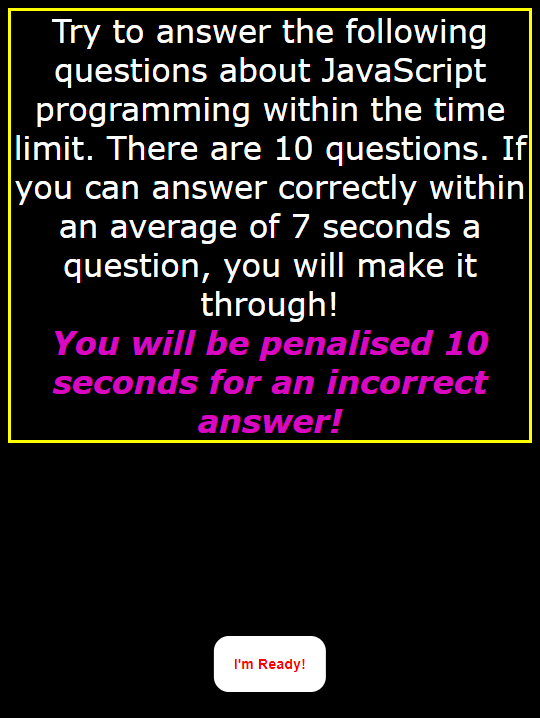 Try to answer the following
questions about JavaScript
programming within the time
limit. There are 10 questions. If
you can answer correctly within
an average of 7 seconds a
question, you will make it
through!
You will be penalised 10
seconds for an incorrect
answer!
I'm Ready!